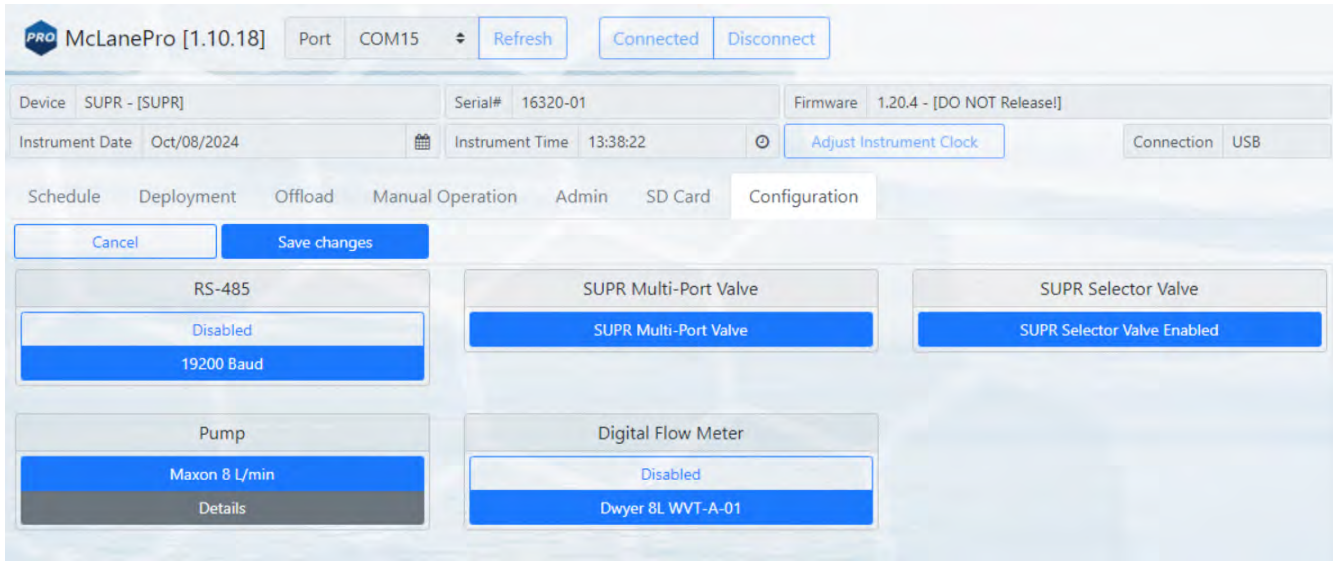 PRO McLanePro [1.10.18] Port COM15 Refresh Connected Disconnect
Device SUPR - [SUPR] Serial# 16320-01 Firmware 1.20.4 - [DO NOT Release!]
Instrument Date Oct/08/2024 Instrument Time 13:38:22 Adjust Instrument Clock Connection USB
Schedule Deployment Offload Manual Operation Admin SD Card Configuration
Cancel Save changes
RS-485 SUPR Multi-Port Valve SUPR Selector Valve
Disabled SUPR Multi-Port Valve SUPR Selector Valve Enabled
19200 Baud
Pump Digital Flow Meter
Maxon 8 L/min Disabled
Details Dwyer 8L WVT-A-01